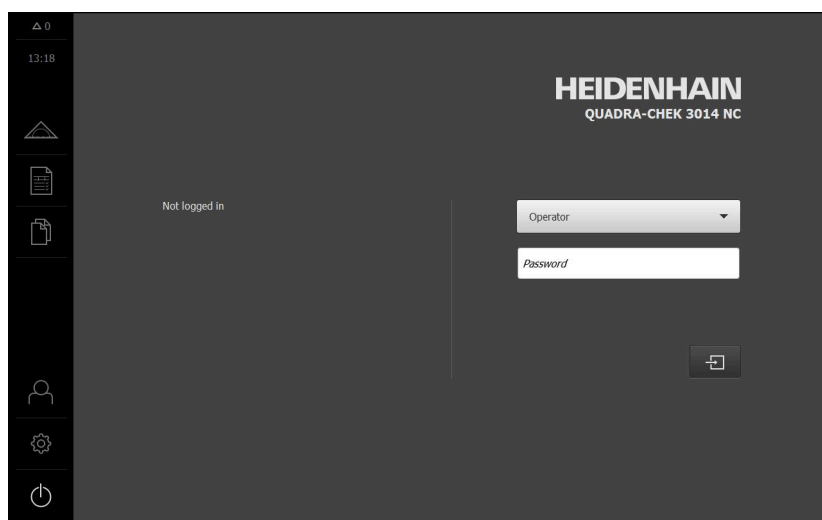 0
13:18
HEIDENHAIN
QUADRA-CHEK 3014 NC
Not logged in
Operator
Password